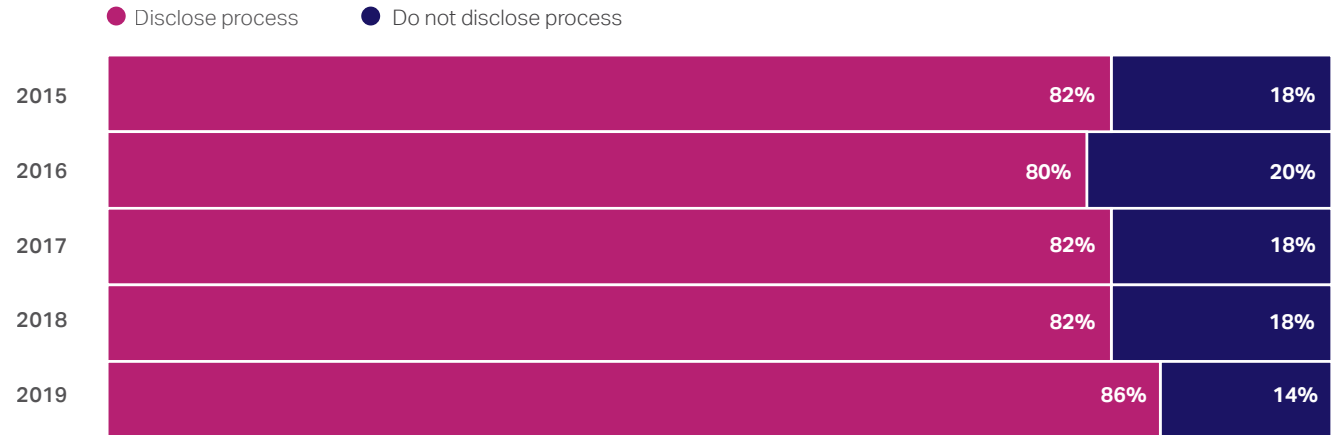 Disclose process Do not disclose process
2015 82% 18%
2016 80% 20%
2017 82% 18%
2018 82% 18%
2019 86% 14%